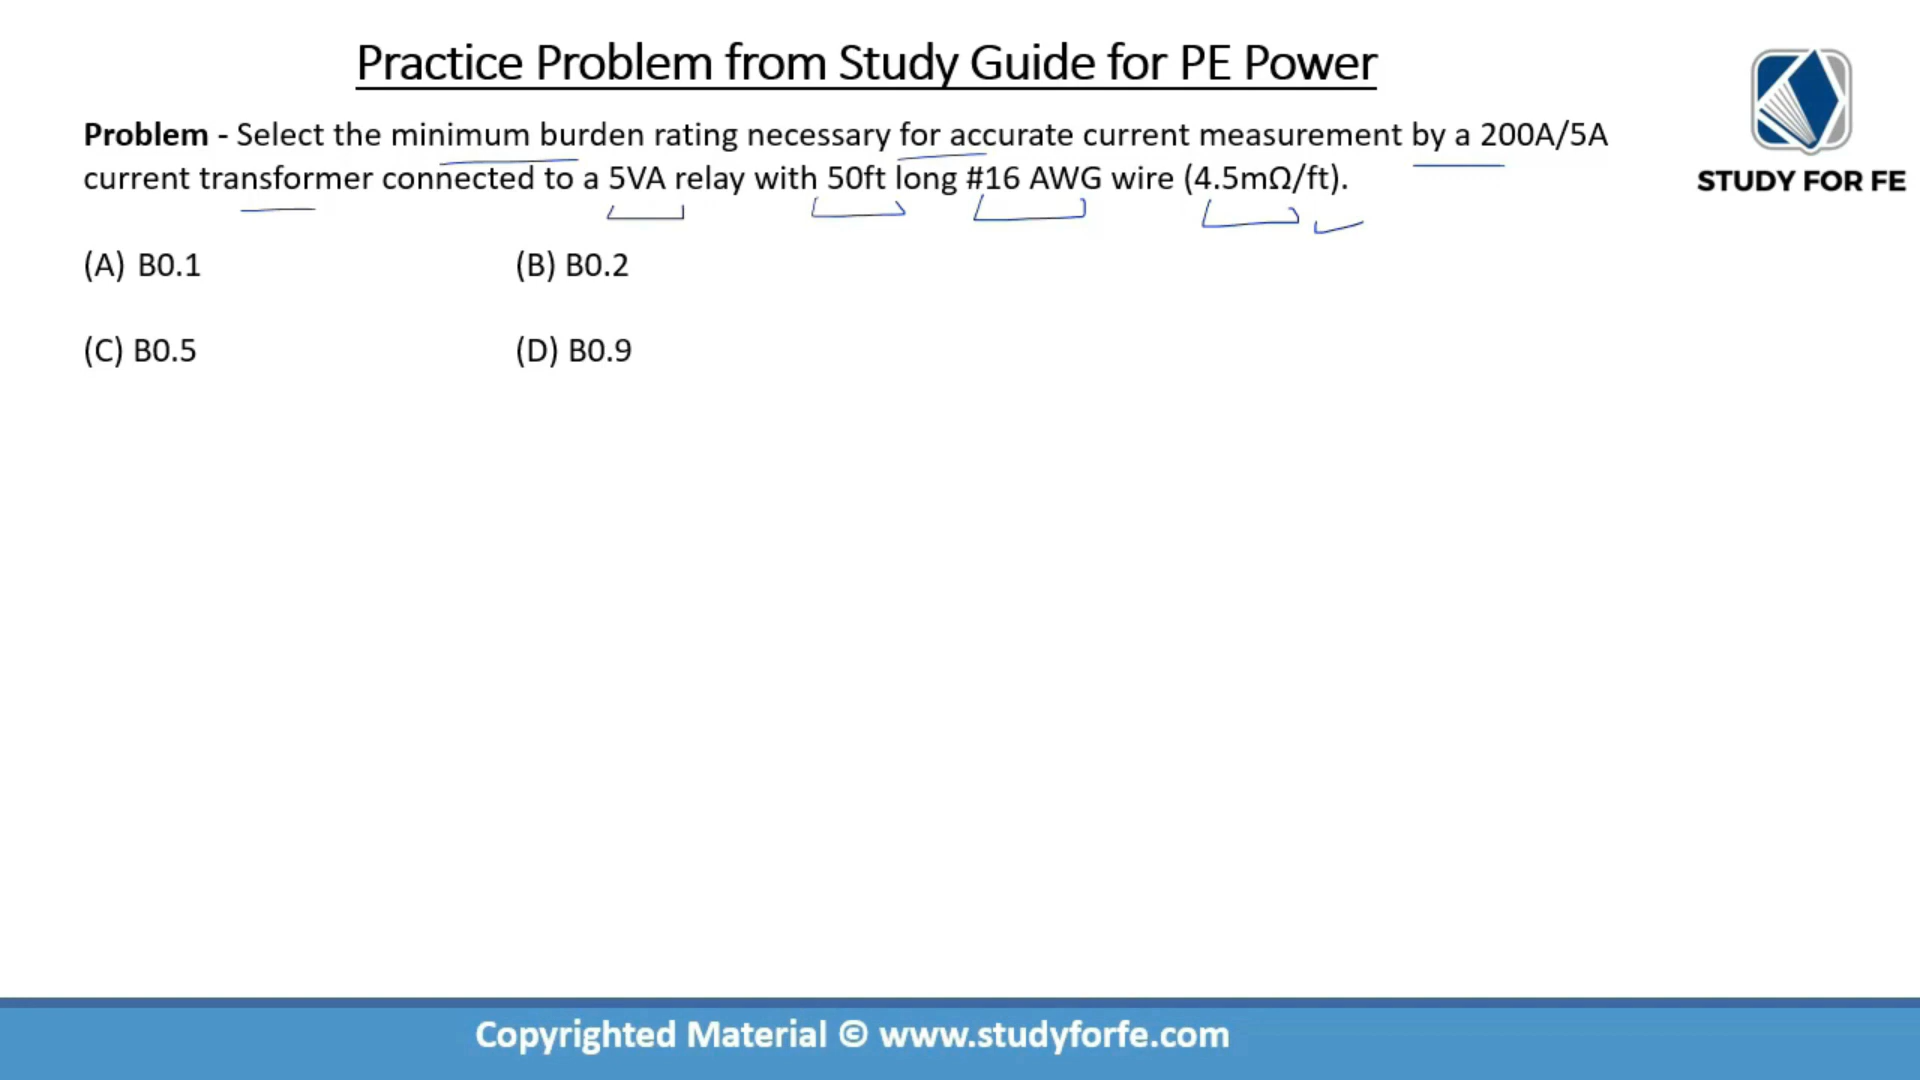 Practice Problem from Study Guide for PE Power
Problem - Select the minimum burden rating necessary for accurate current measurement by a 200A/5A
current transformer connected to a 5VA relay with 50ft long #16 AWG wire (4.5mΩ/ft).
STUDY FOR FE
(A) B0.1 (B) B0.2
(C) B0.5 (D) B0.9
Copyrighted Material © www.studyforfe.com